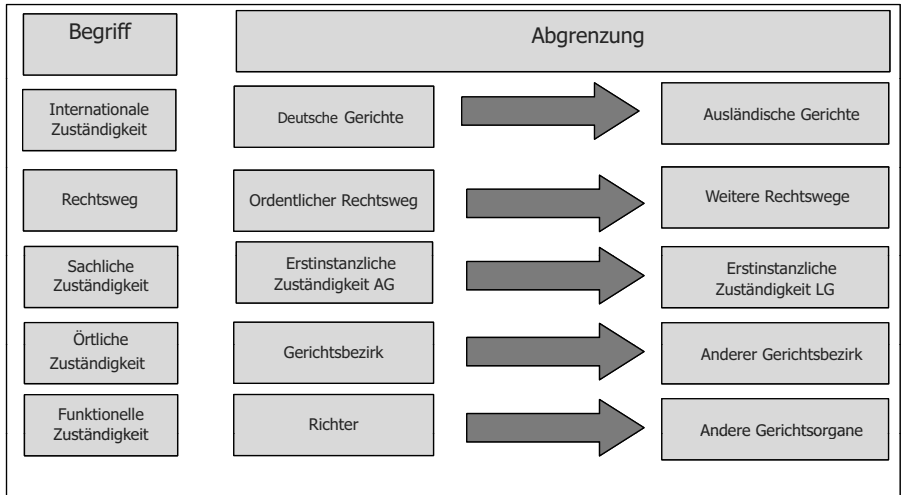 Begriff
Abgrenzung
Internationale
Zuständigkeit
Deutsche Gerichte
Ausländische Gerichte
Rechtsweg
Ordentlicher Rechtsweg
Weitere Rechtswege
Sachliche
Zuständigkeit
Erstinstanzliche
Zuständigkeit AG
Erstinstanzliche
Zuständigkeit LG
Örtliche
Zuständigkeit
Gerichtsbezirk
Anderer Gerichtsbezirk
Funktionelle
Zuständigkeit
Richter
Andere Gerichtsorgane